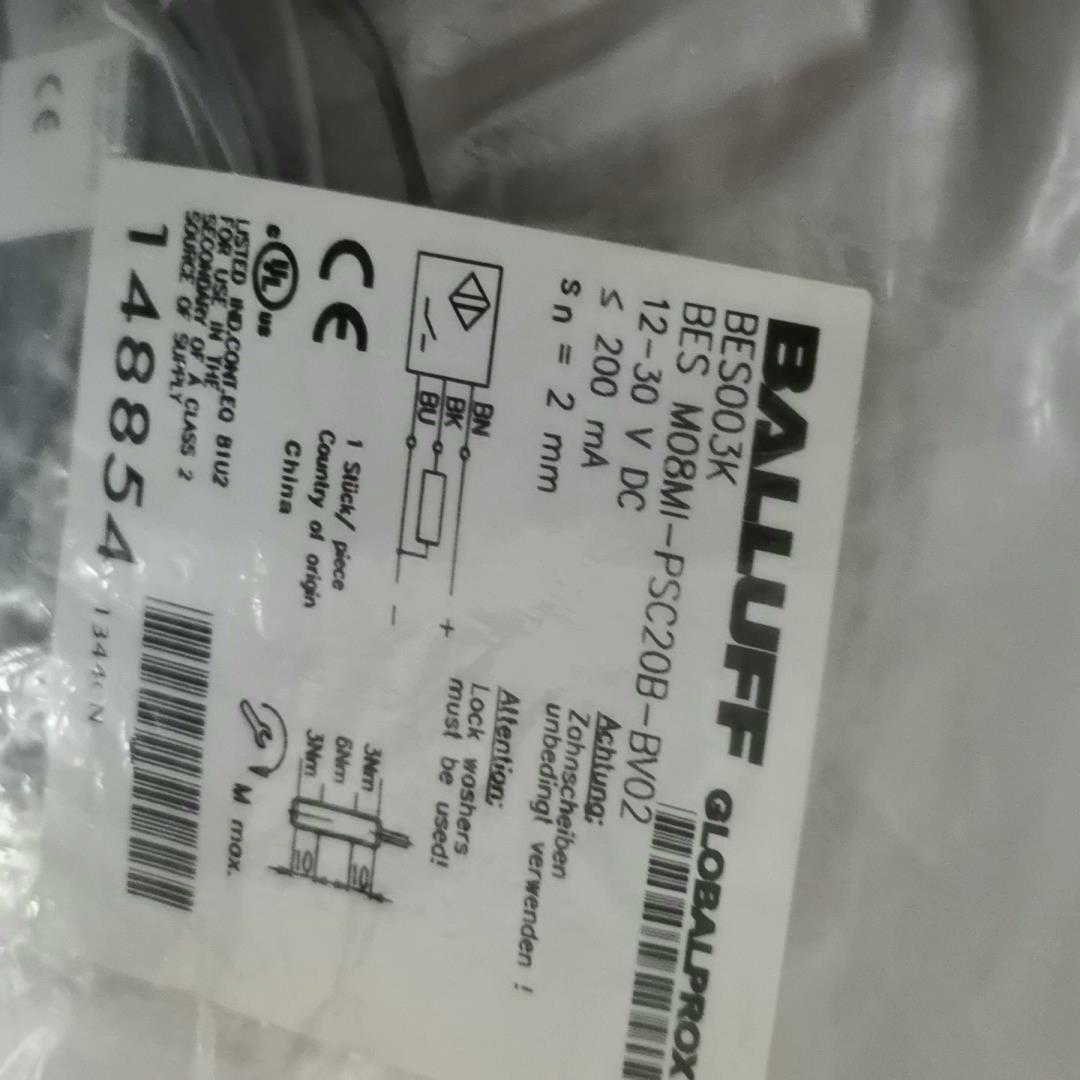 BALLUFF GLOBALPROX
BES003K
BES M08MI-PSC20B-BV02
12-30 V DC
≤ 200 mA
sn = 2 mm
Achtung:
Zahnscheiben
unbedingt verwenden !
Attention:
Lock washers
must be used!
BN
BK
BU
+
-
CE
1 Stück/ piece
Country of origin
China
3Nm
6Nm
3Nm
10
10
M max.
c UL us
LISTED IND.CONT.EQ 81U2
FOR USE IN THE
SECONDARY OF A CLASS 2
SOURCE OF SUPPLY
148854
CE